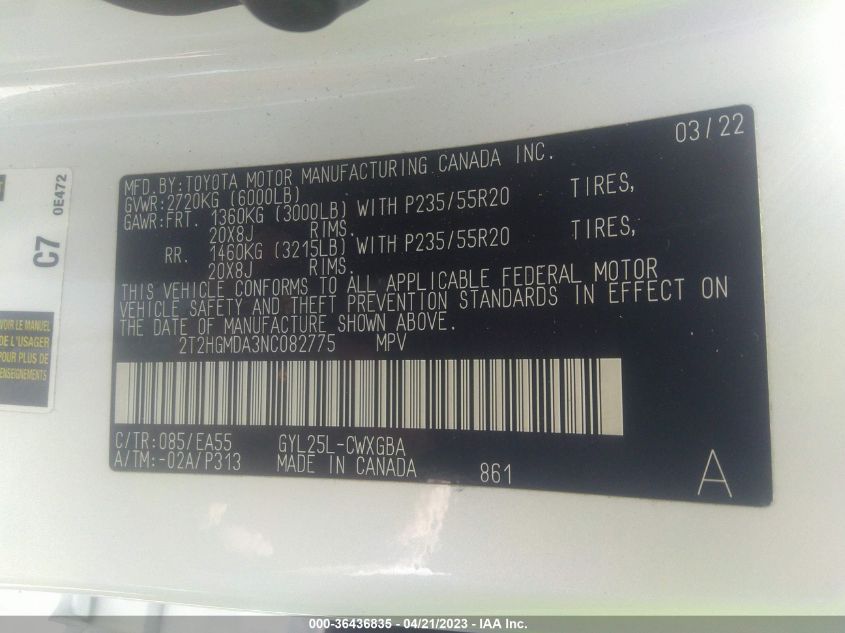 03/22
MFD.BY:TOYOTA MOTOR MANUFACTURING CANADA INC.
GVWR:2720KG (6000LB)
GAWR:FRT. 1360KG (3000LB) WITH P235/55R20 TIRES,
20X8J RIMS.
RR. 1460KG (3215LB) WITH P235/55R20 TIRES,
20X8J RIMS.
THIS VEHICLE CONFORMS TO ALL APPLICABLE FEDERAL MOTOR
VEHICLE SAFETY AND THEFT PREVENTION STANDARDS IN EFFECT ON
THE DATE OF MANUFACTURE SHOWN ABOVE.
2T2HGMDA3NC082775 MPV
C/TR:085/EA55 GYL25L-CWXGBA
A/TM:-02A/P313 MADE IN CANADA 861
A
C7
0E472
VOIR LE MANUEL
DE L'USAGER
POUR PLUS DE
RENSEIGNEMENTS
000-36436835 - 04/21/2023 - IAA Inc.